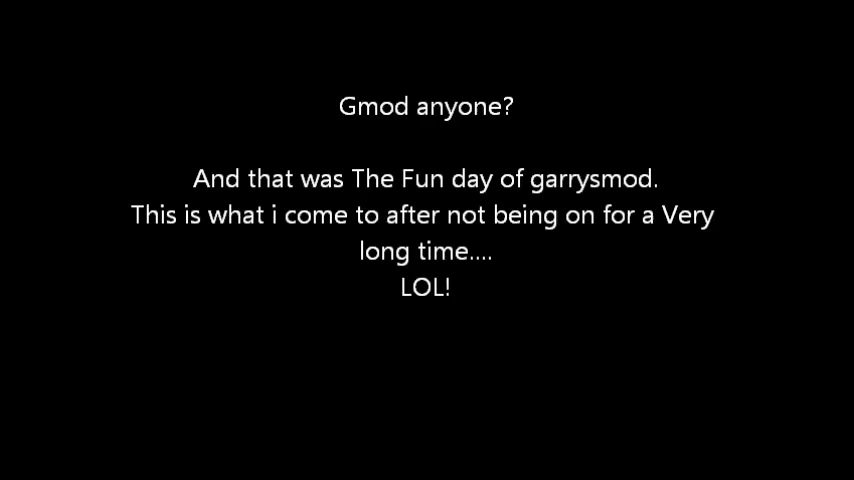 Gmod anyone?
And that was The Fun day of garrysmod.
This is what i come to after not being on for a Very
long time....
LOL!